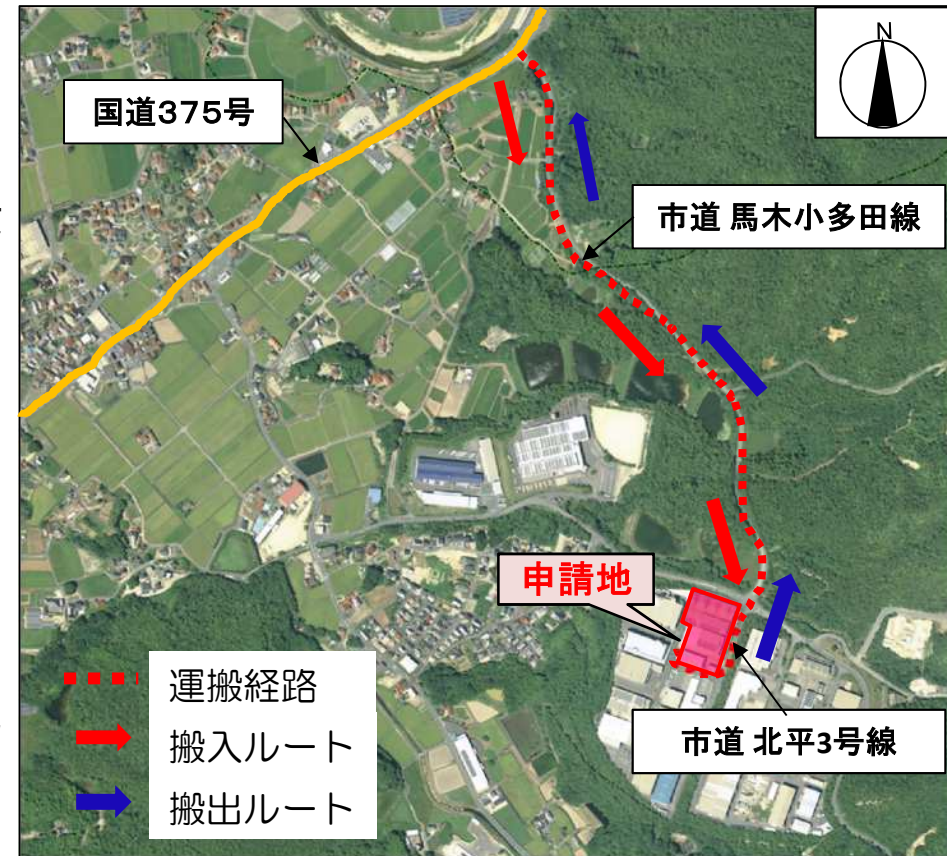 N
国道375号
市道 馬木小多田線
申請地
市道 北平3号線
運搬経路
搬入ルート
搬出ルート